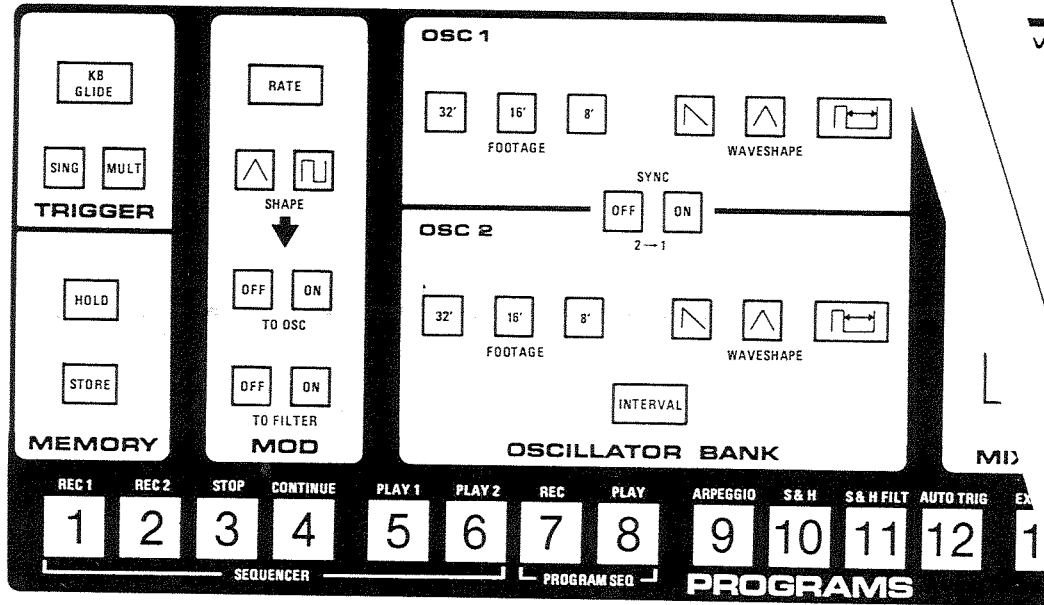 KB
GLIDE
SING MULT
TRIGGER
HOLD
STORE
MEMORY
RATE
SHAPE
OFF ON
TO OSC
OFF ON
TO FILTER
MOD
OSC 1
32' 16' 8'
FOOTAGE
WAVESHAPE
SYNC
OFF ON
2→1
OSC 2
32' 16' 8'
FOOTAGE
WAVESHAPE
INTERVAL
OSCILLATOR BANK
REC 1 REC 2 STOP CONTINUE PLAY 1 PLAY 2 REC PLAY ARPEGGIO S & H S & H FILT AUTO TRIG
1 2 3 4 5 6 7 8 9 10 11 12
SEQUENCER PROGRAM SEQ PROGRAMS